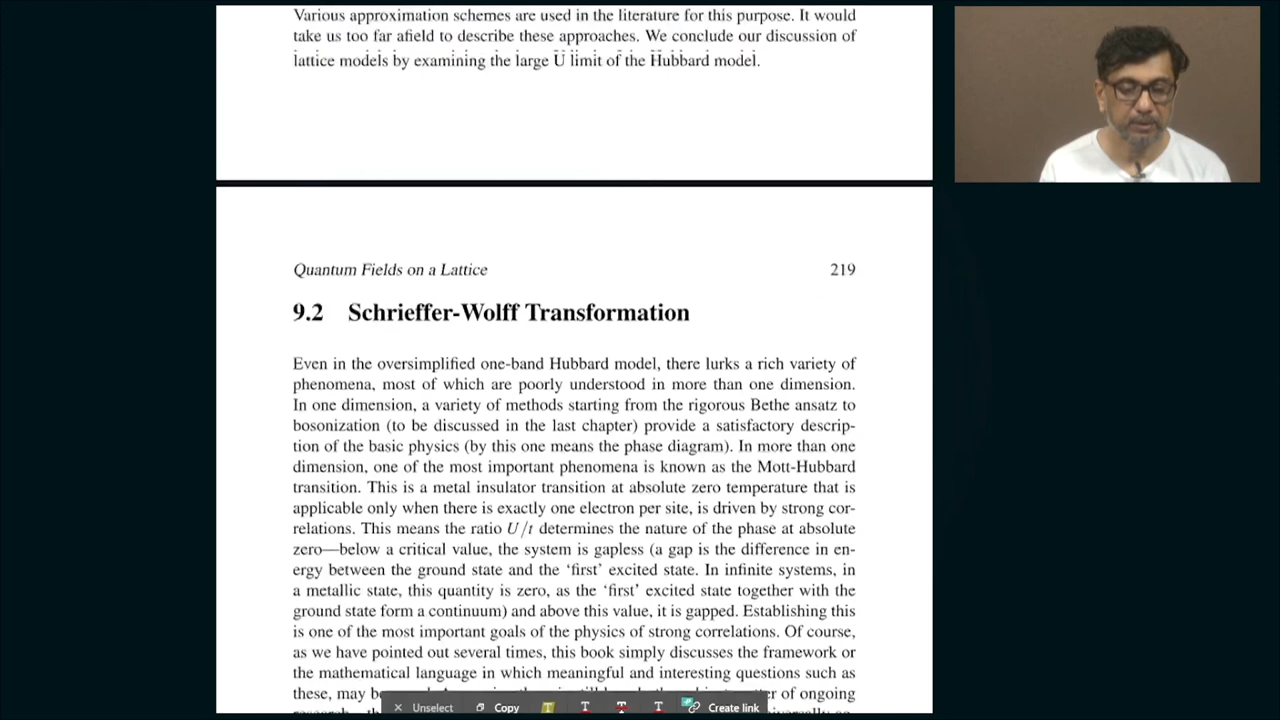 Various approximation schemes are used in the literature for this purpose. It would
take us too far afield to describe these approaches. We conclude our discussion of
lattice models by examining the large U limit of the Hubbard model.
Quantum Fields on a Lattice 219
9.2 Schrieffer-Wolff Transformation
Even in the oversimplified one-band Hubbard model, there lurks a rich variety of
phenomena, most of which are poorly understood in more than one dimension.
In one dimension, a variety of methods starting from the rigorous Bethe ansatz to
bosonization (to be discussed in the last chapter) provide a satisfactory descrip-
tion of the basic physics (by this one means the phase diagram). In more than one
dimension, one of the most important phenomena is known as the Mott-Hubbard
transition. This is a metal insulator transition at absolute zero temperature that is
applicable only when there is exactly one electron per site, is driven by strong cor-
relations. This means the ratio U/t determines the nature of the phase at absolute
zero—below a critical value, the system is gapless (a gap is the difference in en-
ergy between the ground state and the ‘first’ excited state. In infinite systems, in
a metallic state, this quantity is zero, as the ‘first’ excited state together with the
ground state form a continuum) and above this value, it is gapped. Establishing this
is one of the most important goals of the physics of strong correlations. Of course,
as we have pointed out several times, this book simply discusses the framework or
the mathematical language in which meaningful and interesting questions such as
these, may of ongoing
Unselect Copy T T T T Create link